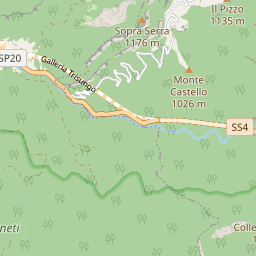 Il Pizzo
1135 m
Sopra Serra
1176 m
SP20
Galleria Trisungo
Monte
Castello
1026 m
SS4
Colle
neti